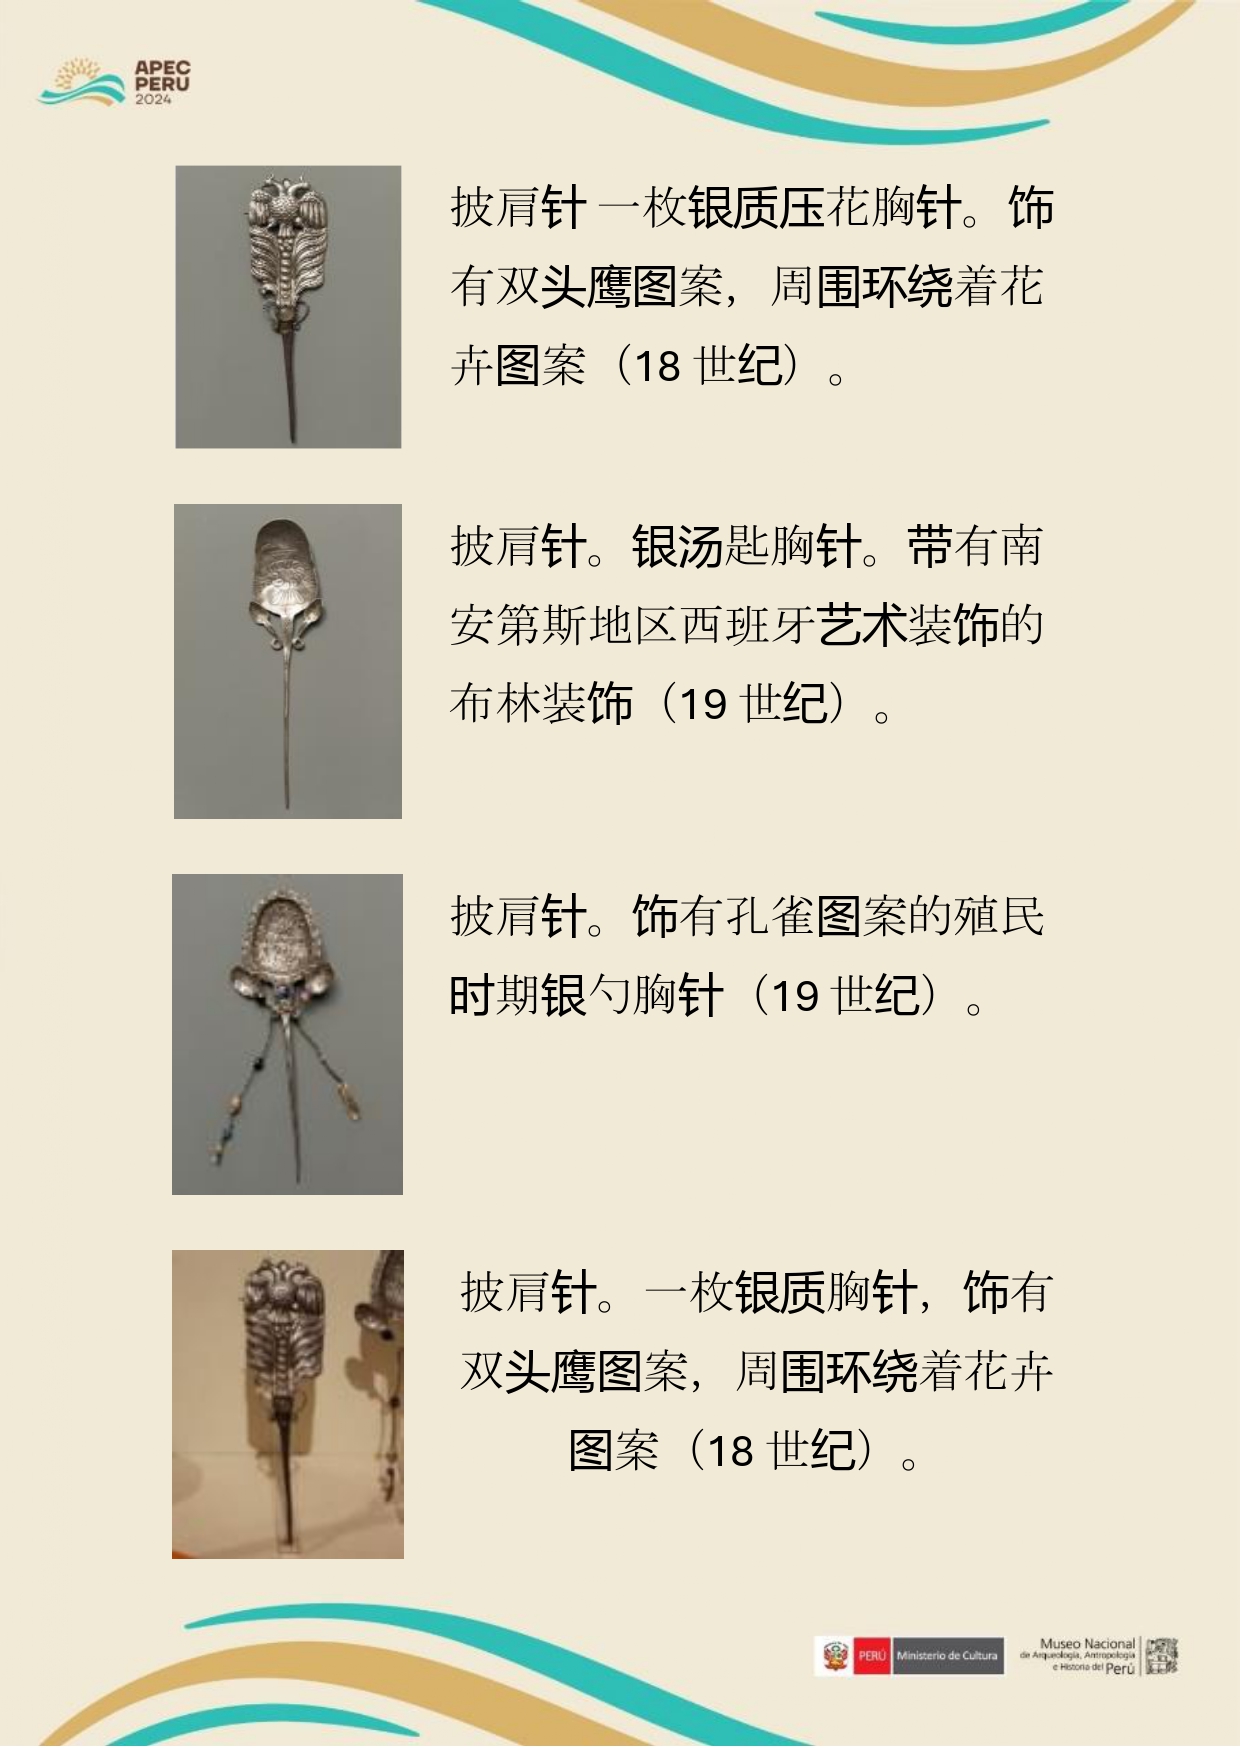 APEC
PERU
2024
披肩针 一枚银质压花胸针。饰
有双头鹰图案，周围环绕着花
卉图案（18 世纪）。
披肩针。银汤匙胸针。带有南
安第斯地区西班牙艺术装饰的
布林装饰（19 世纪）。
披肩针。饰有孔雀图案的殖民
时期银勺胸针（19 世纪）。
披肩针。一枚银质胸针，饰有
双头鹰图案，周围环绕着花卉
图案（18 世纪）。
PERÚ Ministerio de Cultura
Museo Nacional
de Arqueología, Antropología
e Historia del Perú